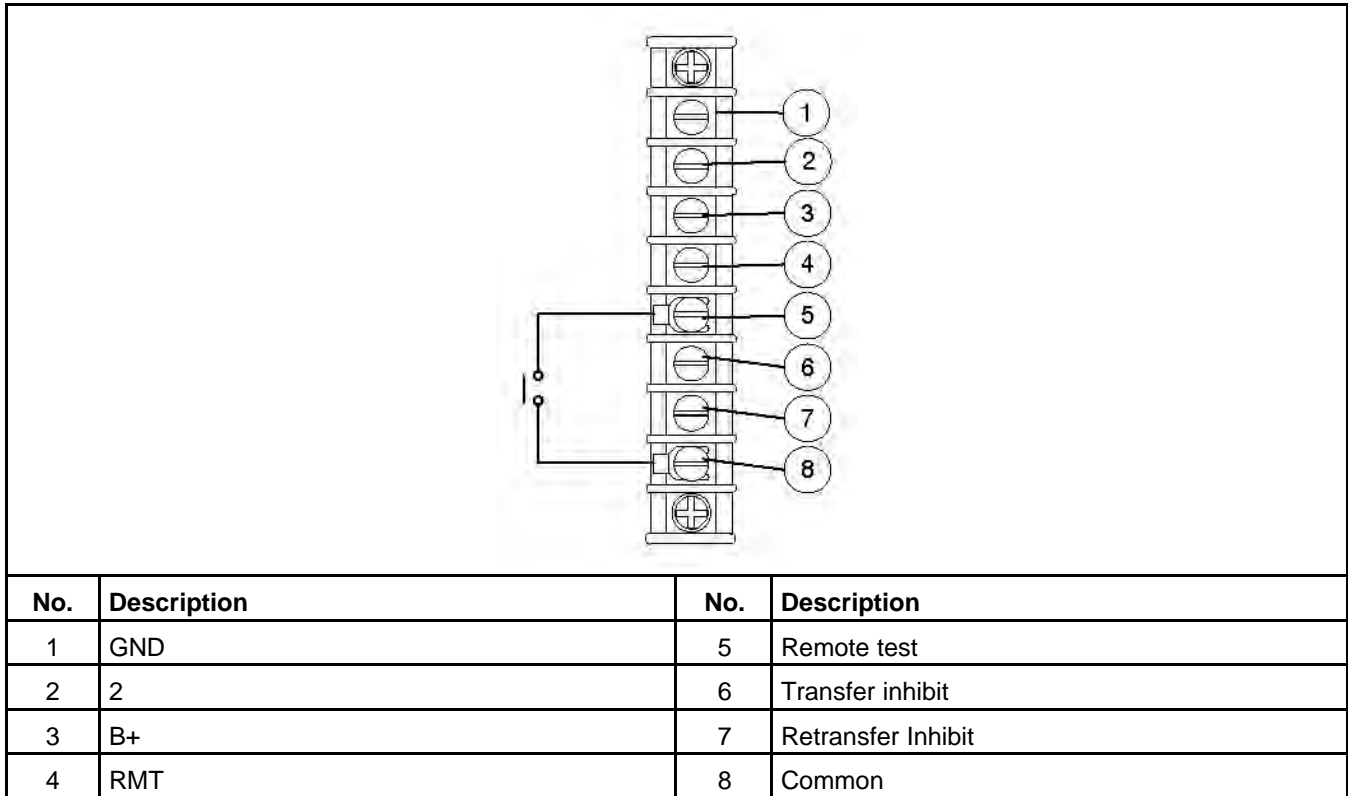 1
2
3
4
5
6
7
8
No. Description No. Description
1 GND 5 Remote test
2 2 6 Transfer inhibit
3 B+ 7 Retransfer Inhibit
4 RMT 8 Common